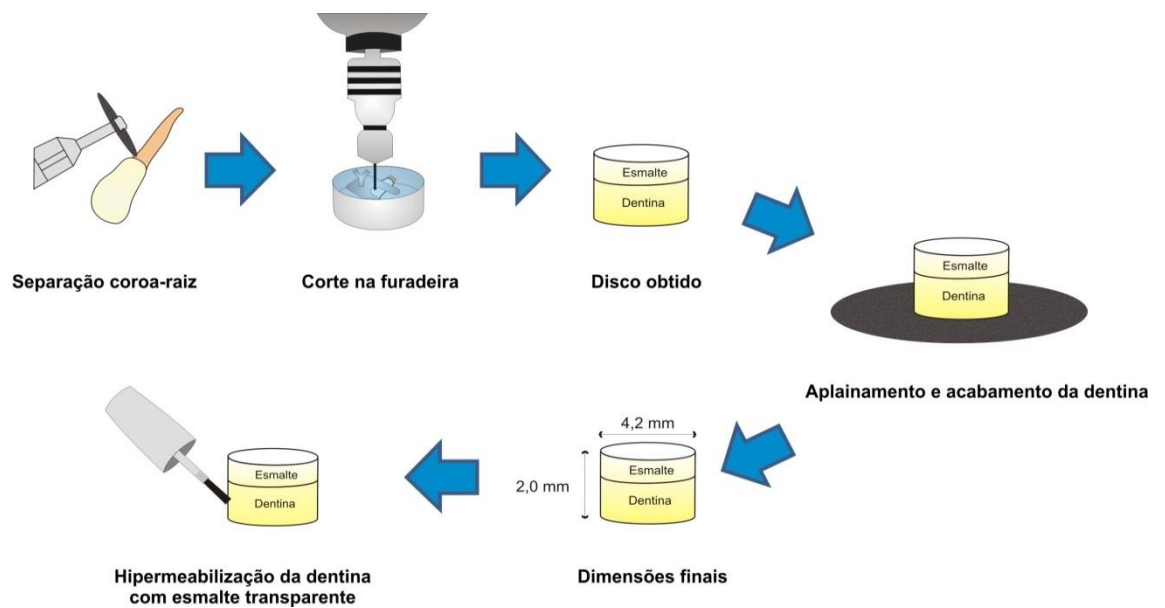 Separação coroa-raiz
Corte na furadeira
Esmalte
Dentina
Disco obtido
Esmalte
Dentina
Aplainamento e acabamento da dentina
4,2 mm
2,0 mm
Esmalte
Dentina
Dimensões finais
Esmalte
Dentina
Hipermeabilização da dentina
com esmalte transparente